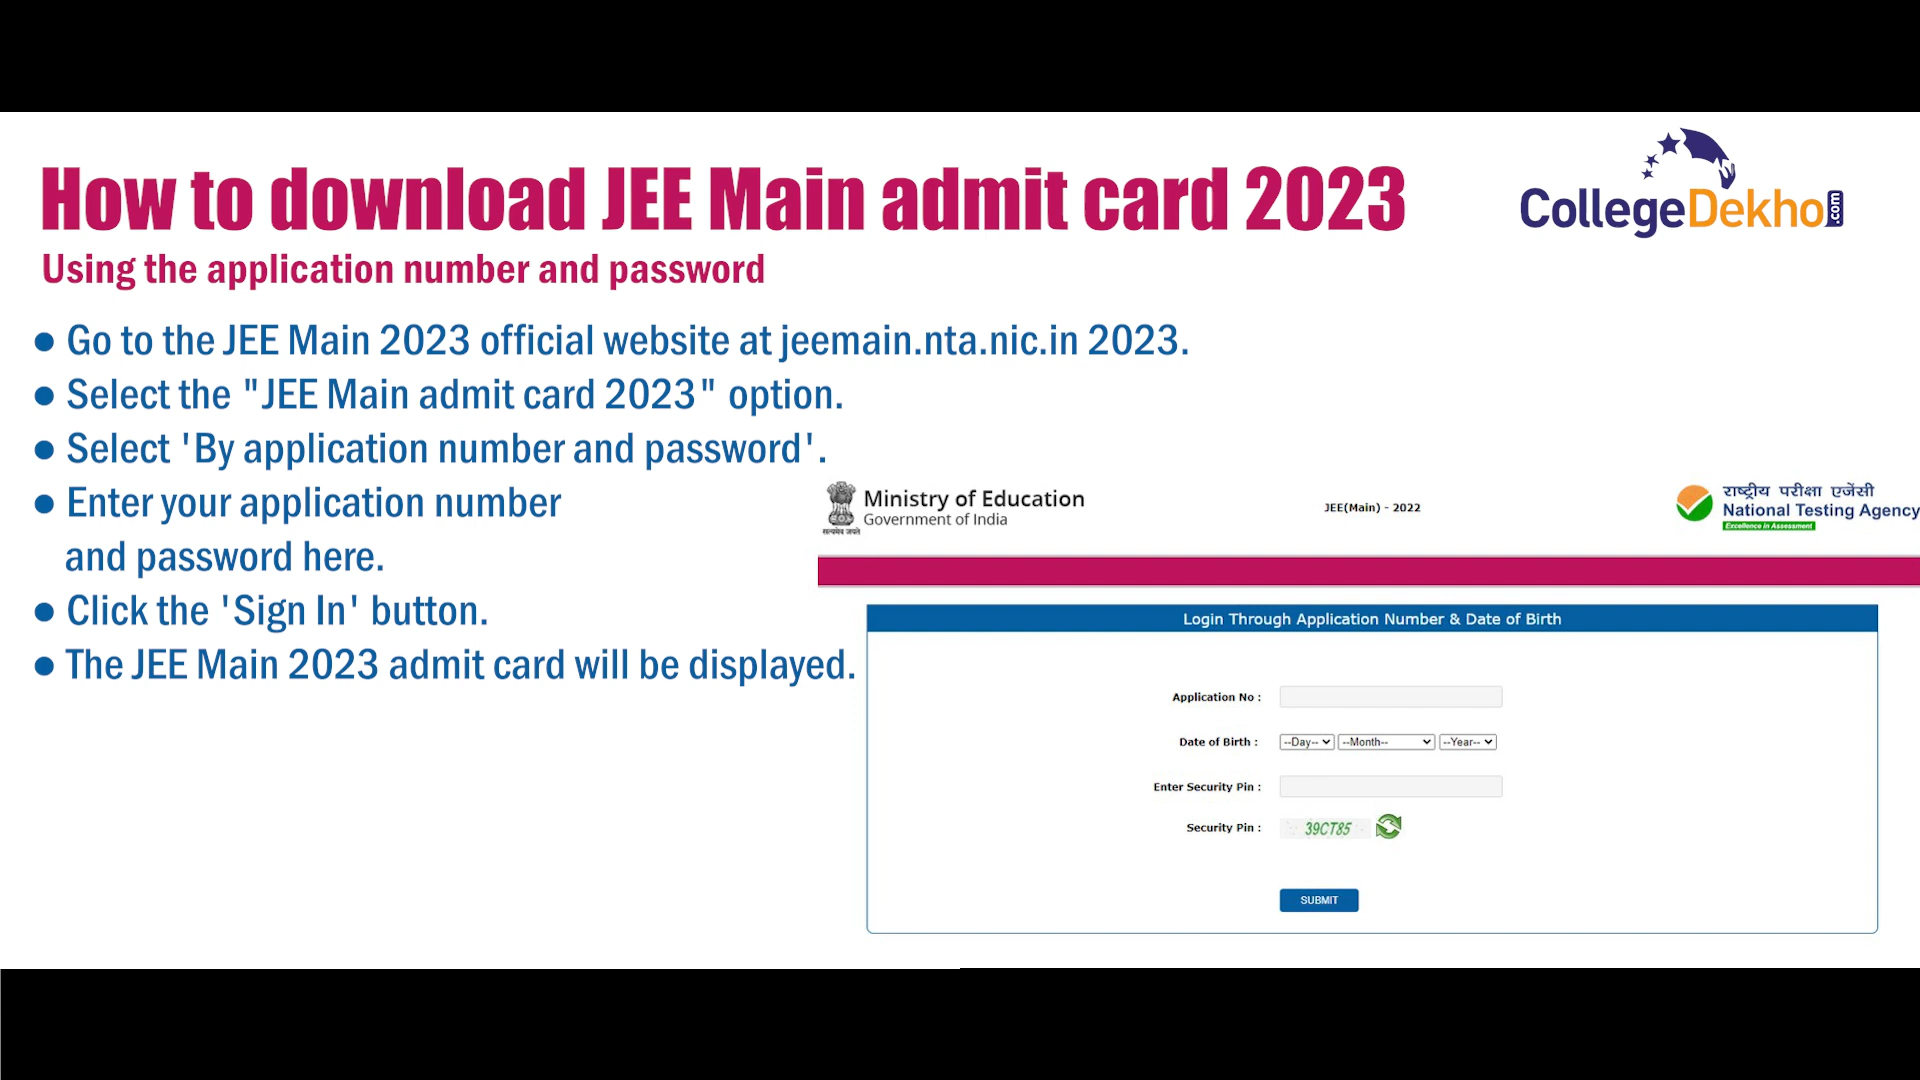 How to download JEE Main admit card 2023
CollegeDekho.com
Using the application number and password
● Go to the JEE Main 2023 official website at jeemain.nta.nic.in 2023.
● Select the "JEE Main admit card 2023" option.
● Select 'By application number and password'.
● Enter your application number
and password here.
● Click the 'Sign In' button.
● The JEE Main 2023 admit card will be displayed.
सत्यमेव जयते
Ministry of Education
Government of India
JEE(Main) - 2022
राष्ट्रीय परीक्षा एजेंसी
National Testing Agency
Excellence in Assessment
Login Through Application Number & Date of Birth
Application No :
Date of Birth : --Day-- --Month-- --Year--
Enter Security Pin :
Security Pin : 39CT85
SUBMIT